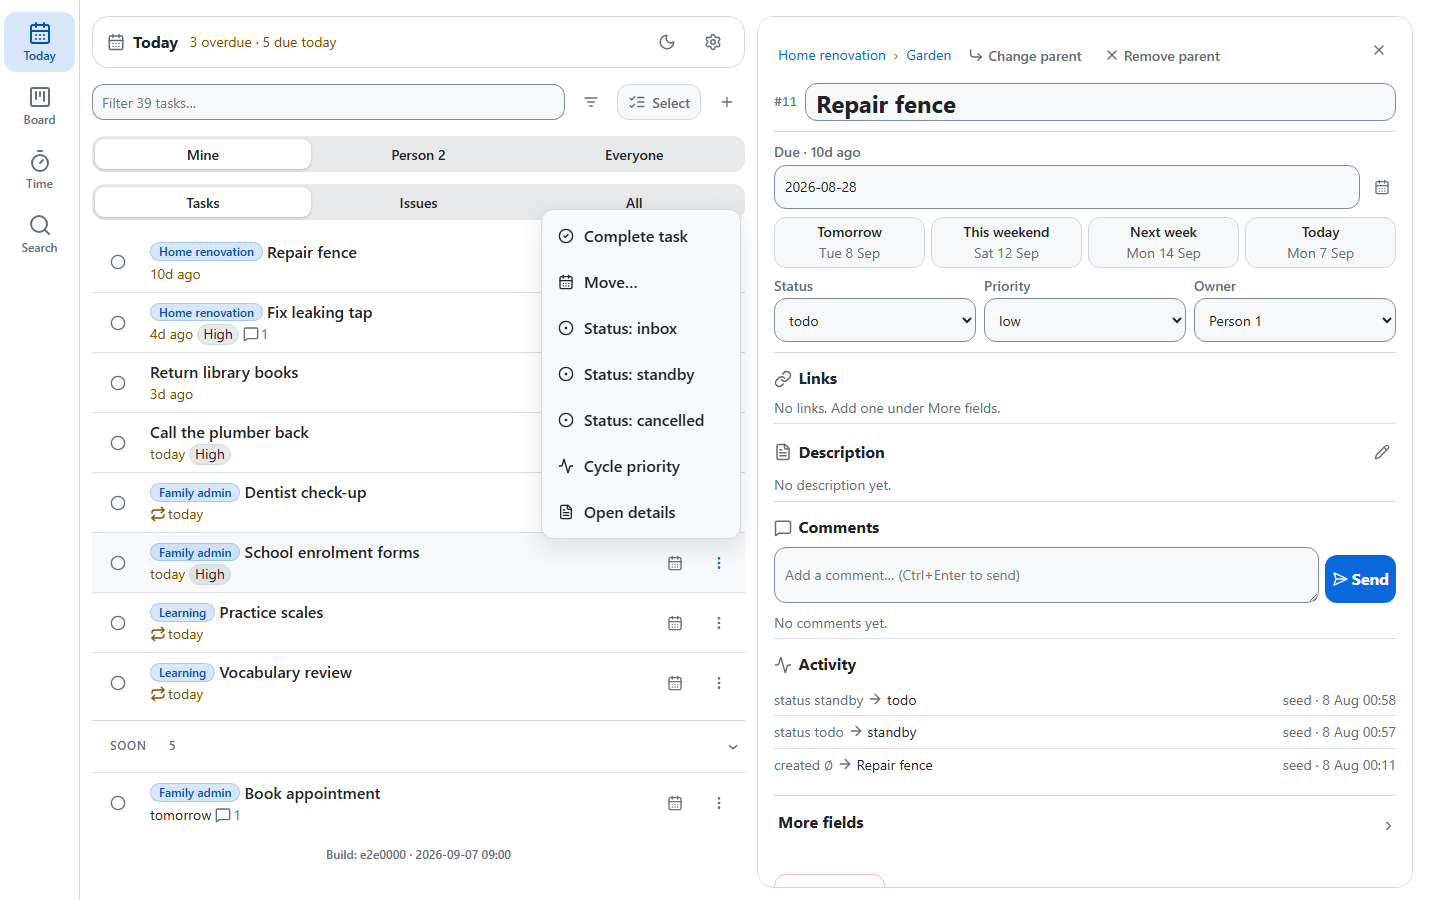 Today
Board
Time
Search
Today 3 overdue · 5 due today
Filter 39 tasks...
Select
Mine
Person 2
Everyone
Tasks
Issues
All
Home renovation Repair fence
10d ago
Home renovation Fix leaking tap
4d ago High 1
Return library books
3d ago
Call the plumber back
today High
Family admin Dentist check-up
today
Family admin School enrolment forms
today High
Learning Practice scales
today
Learning Vocabulary review
today
SOON 5
Family admin Book appointment
tomorrow 1
Build: e2e0000 · 2026-09-07 09:00
Complete task
Move...
Status: inbox
Status: standby
Status: cancelled
Cycle priority
Open details
Home renovation › Garden Change parent Remove parent
#11 Repair fence
Due · 10d ago
2026-08-28
Tomorrow
Tue 8 Sep
This weekend
Sat 12 Sep
Next week
Mon 14 Sep
Today
Mon 7 Sep
Status
todo
Priority
low
Owner
Person 1
Links
No links. Add one under More fields.
Description
No description yet.
Comments
Add a comment... (Ctrl+Enter to send)
Send
No comments yet.
Activity
status standby → todo seed · 8 Aug 00:58
status todo → standby seed · 8 Aug 00:57
created ∅ → Repair fence seed · 8 Aug 00:11
More fields